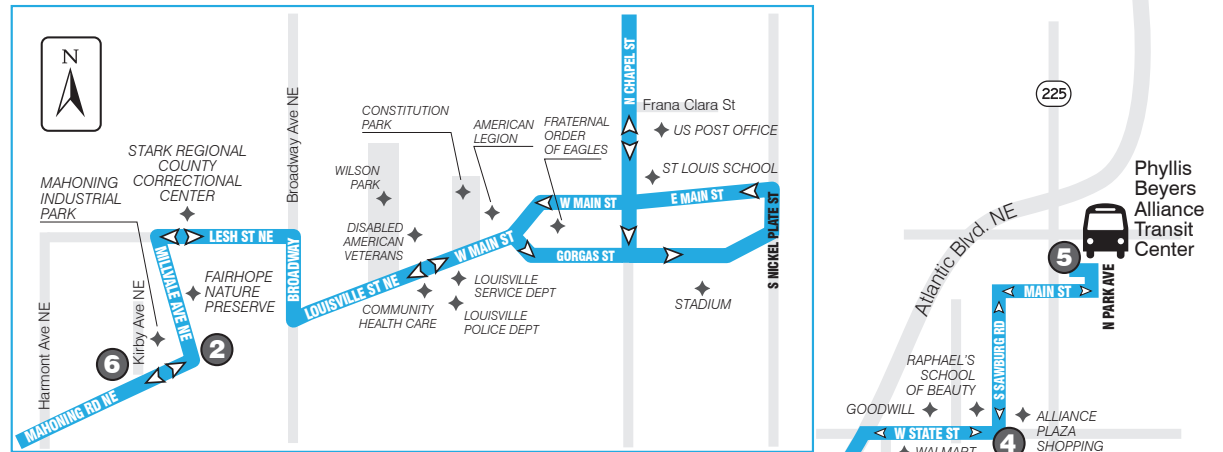 N
N CHAPEL ST
Frana Clara St
US POST OFFICE
CONSTITUTION
PARK
AMERICAN
LEGION
FRATERNAL
ORDER
OF EAGLES
Broadway Ave NE
STARK REGIONAL
COUNTY
CORRECTIONAL
CENTER
MAHONING
INDUSTRIAL
PARK
WILSON
PARK
ST LOUIS SCHOOL
W MAIN ST
E MAIN ST
S NICKEL PLATE ST
DISABLED
AMERICAN
VETERANS
LESH ST NE
W MAIN ST
GORGAS ST
MILLVALE AVE NE
BROADWAY
LOUISVILLE ST NE
FAIRHOPE
NATURE
PRESERVE
LOUISVILLE
SERVICE DEPT
COMMUNITY
HEALTH CARE
LOUISVILLE
POLICE DEPT
STADIUM
Harmont Ave NE
Kirby Ave NE
6
2
MAHONING RD NE
225
Phyllis
Beyers
Alliance
Transit
Center
Atlantic Blvd. NE
5
MAIN ST
N PARK AVE
S SAWBURG RD
RAPHAEL'S
SCHOOL
OF BEAUTY
GOODWILL
W STATE ST
4
ALLIANCE
PLAZA
SHOPPING
WALMART